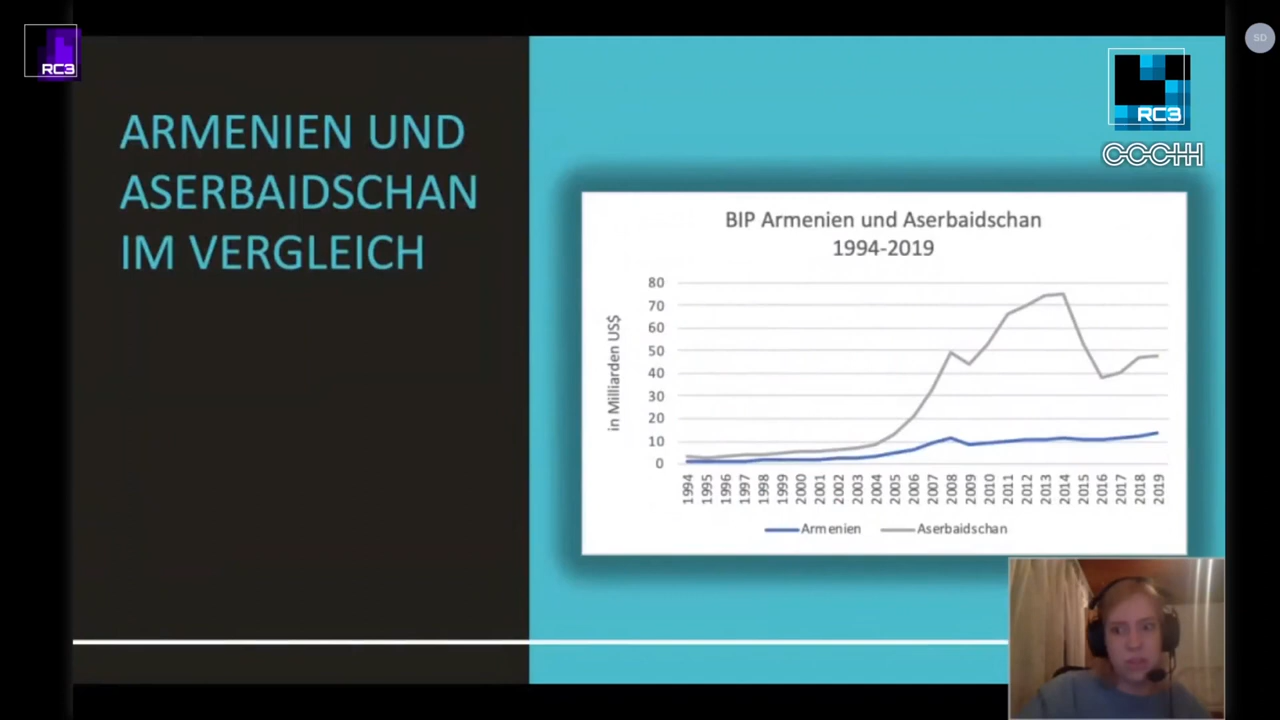 RC3
SD
RC3
CCCHH
ARMENIEN UND
ASERBAIDSCHAN
IM VERGLEICH
BIP Armenien und Aserbaidschan
1994-2019
in Milliarden US$
80
70
60
50
40
30
20
10
0
1994 1995 1996 1997 1998 1999 2000 2001 2002 2003 2004 2005 2006 2007 2008 2009 2010 2011 2012 2013 2014 2015 2016 2017 2018 2019
Armenien Aserbaidschan